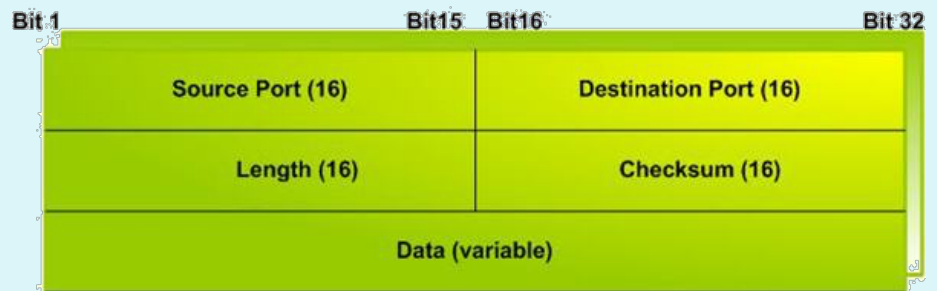 Bit 1 Bit15 Bit16 Bit 32
Source Port (16) Destination Port (16)
Length (16) Checksum (16)
Data (variable)